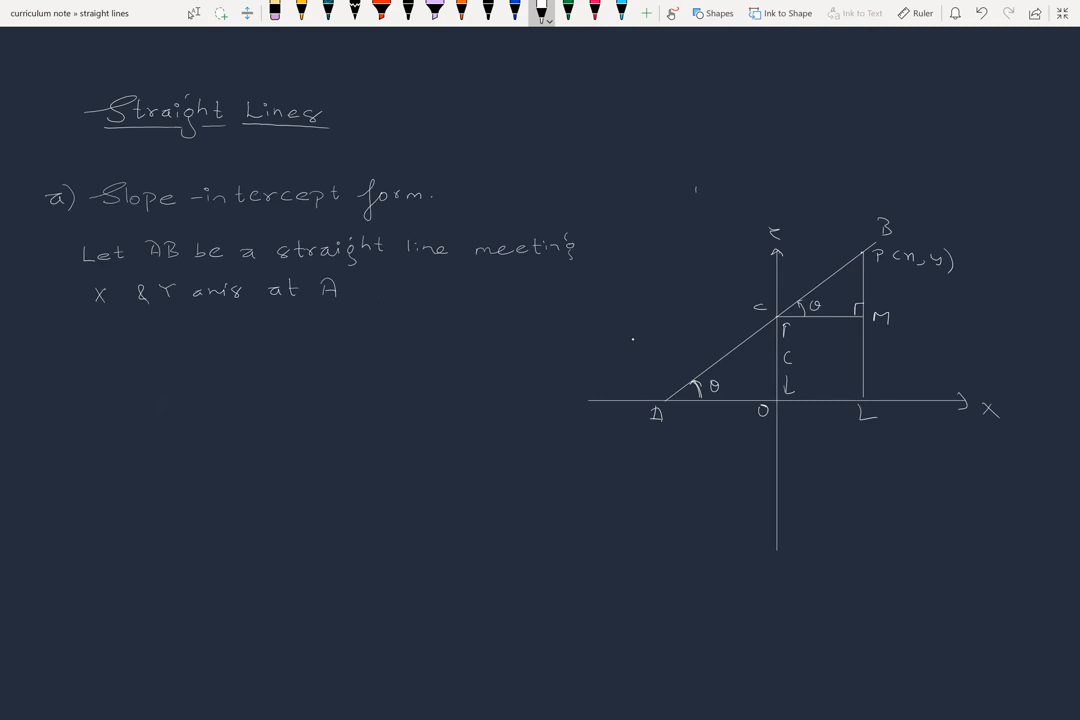 curriculum note » straight lines
Shapes
Ink to Shape
Ink to Text
Ruler
Straight Lines
a) Slope-intercept form.
Let AB be a straight line meeting
X & Y axis at A
B
P(x, y)
C
θ
M
C
θ
A
O
L
X